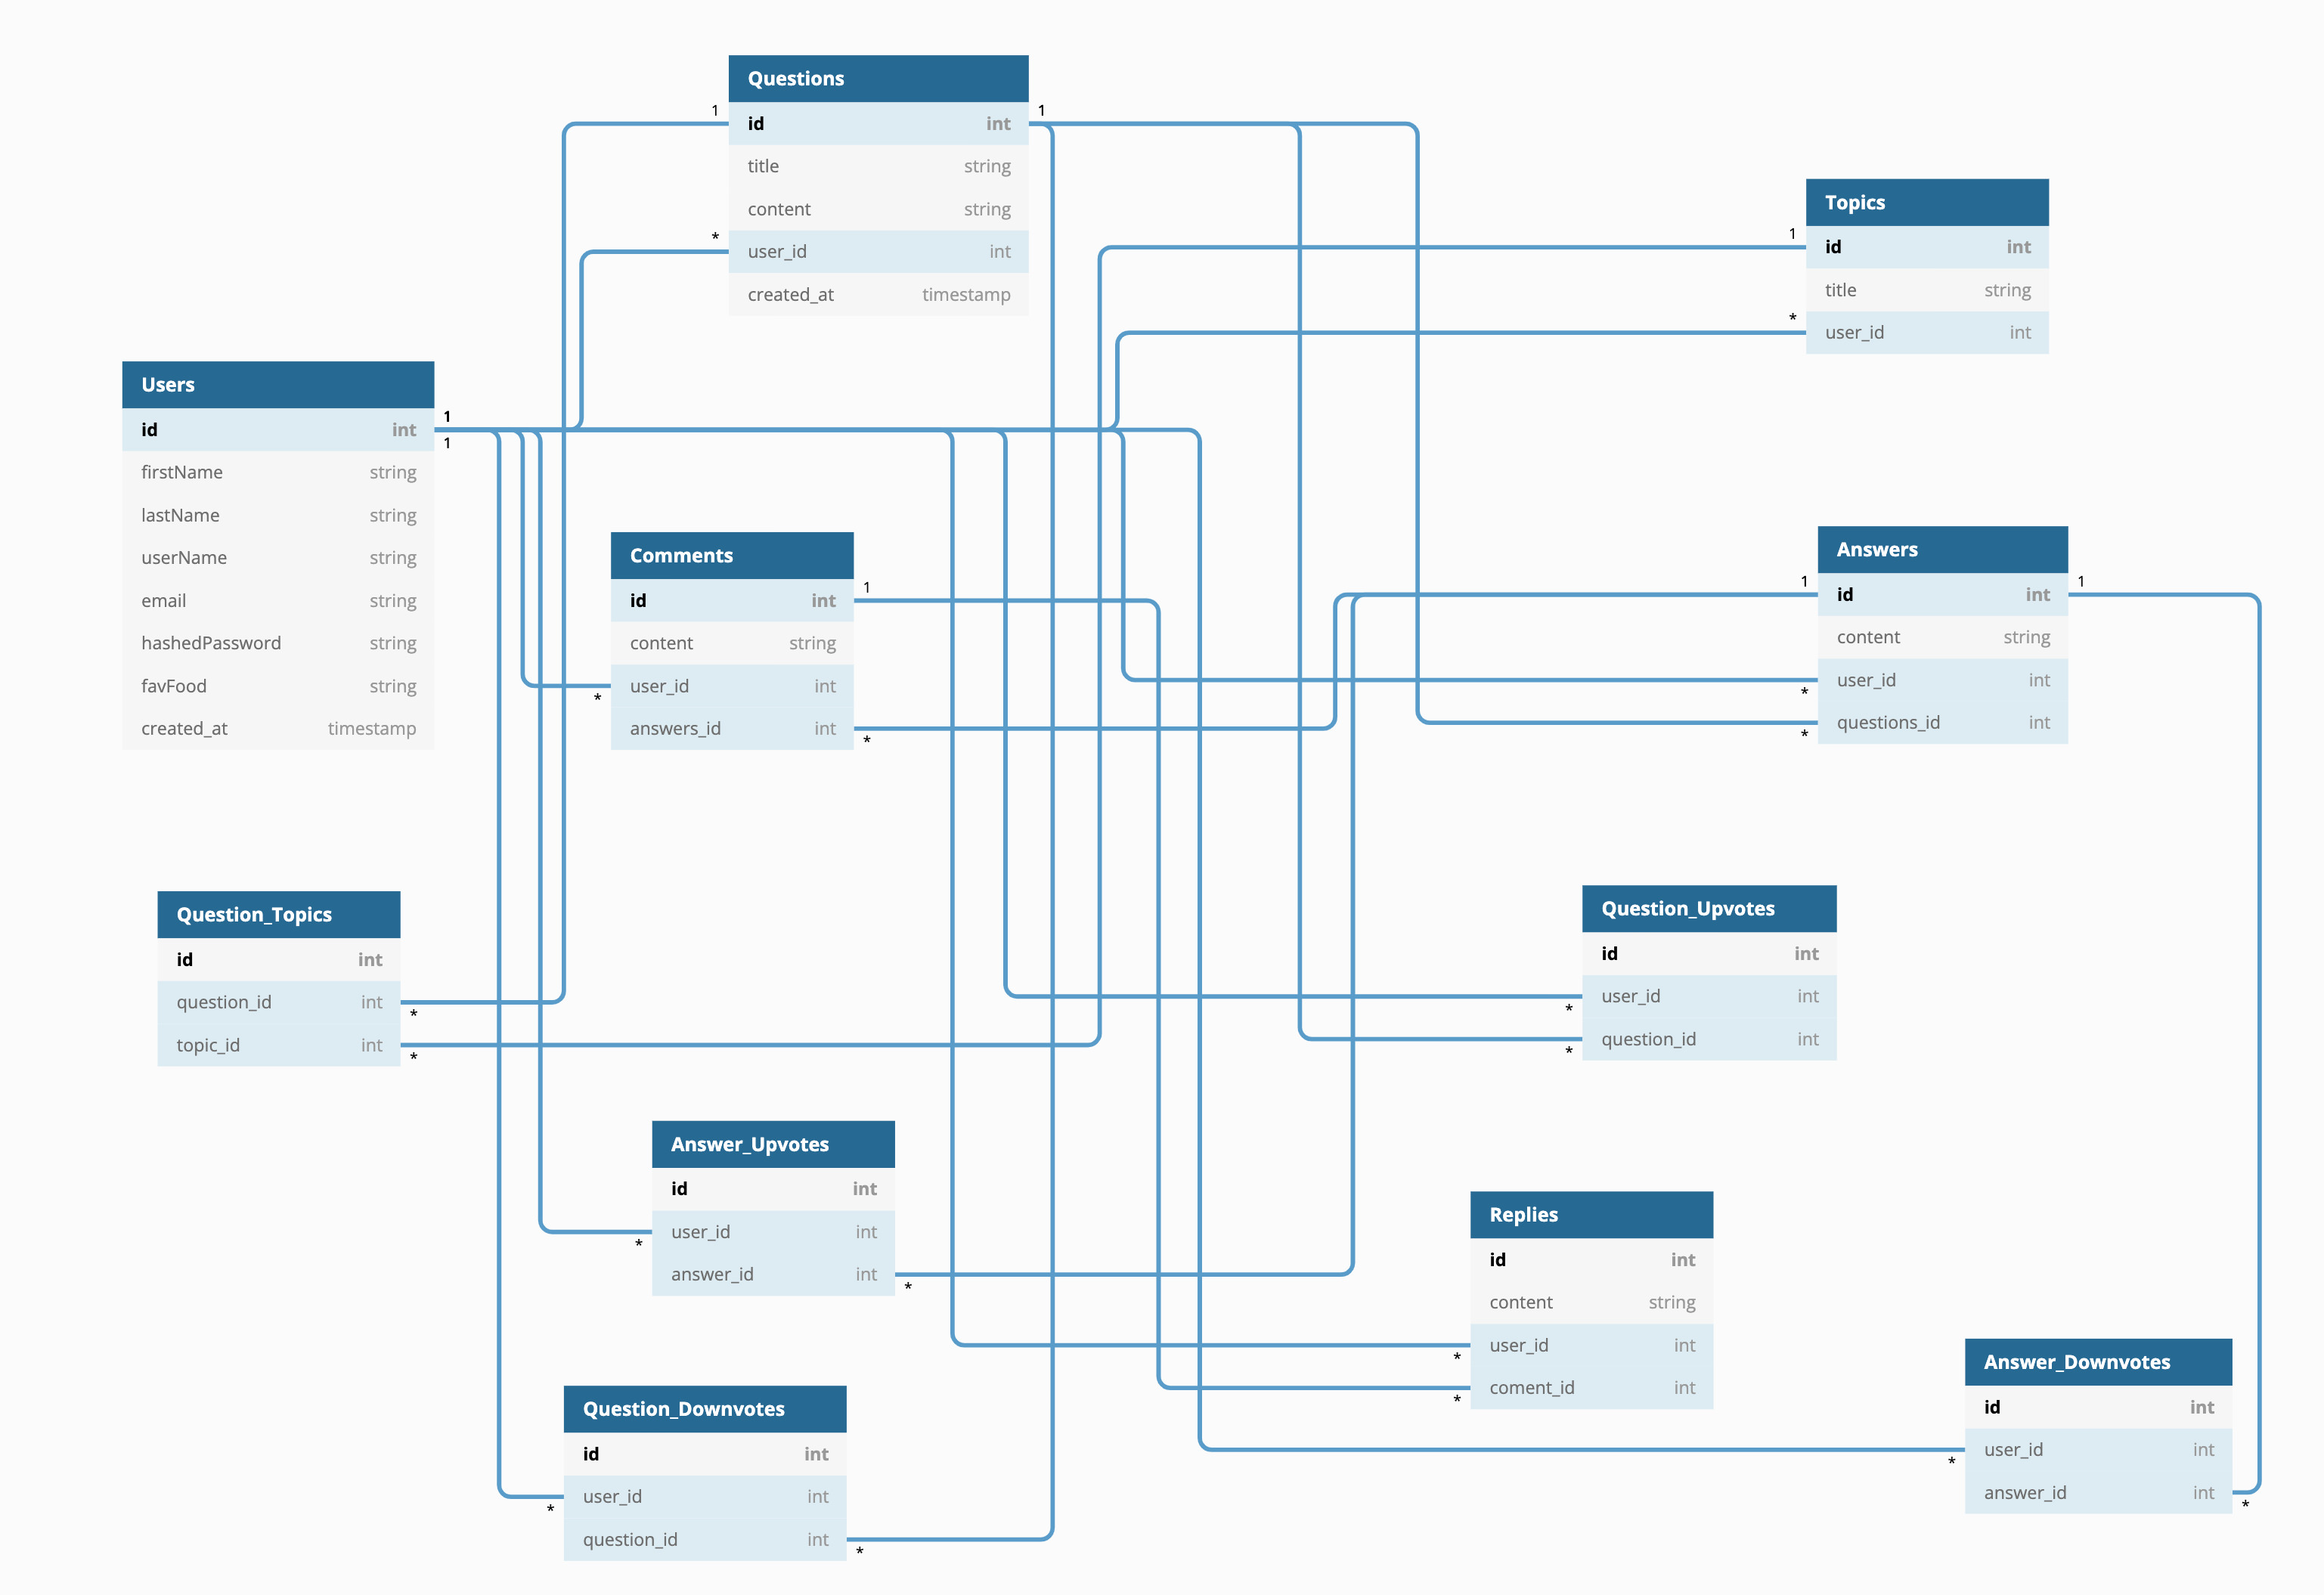 Questions
1 id int 1
title string
content string
* user_id int
created_at timestamp
Topics
1 id int
title string
* user_id int
Users
id int 1
1
firstName string
lastName string
userName string
email string
hashedPassword string
favFood string
created_at timestamp
Comments
id int 1
content string
user_id int
*
answers_id int
*
Answers
1 id int 1
content string
user_id int
*
questions_id int
*
Question_Topics
id int
question_id int
*
topic_id int
*
Question_Upvotes
id int
user_id int
*
question_id int
*
Answer_Upvotes
id int
user_id int
*
answer_id int
*
Replies
id int
content string
user_id int
*
coment_id int
*
Answer_Downvotes
id int
user_id int
*
answer_id int
*
Question_Downvotes
id int
user_id int
*
question_id int
*